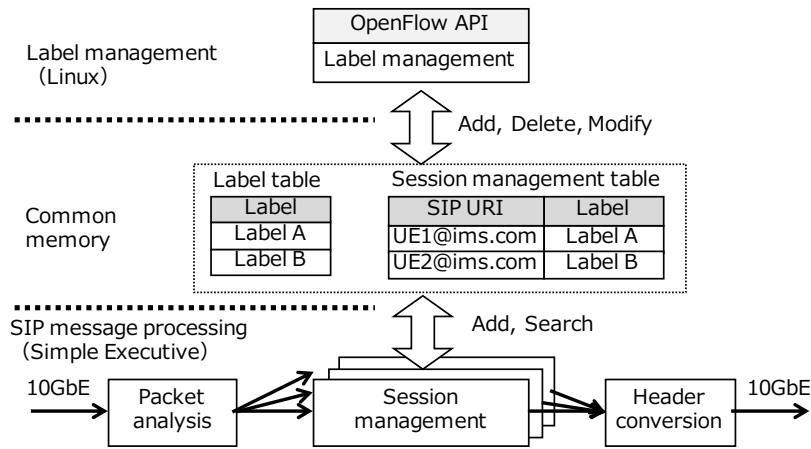 OpenFlow API
Label management
Label management
（Linux）
Add, Delete, Modify
Label table
Session management table
Label
SIP URI
Label
Label A
UE1@ims.com
Label A
Label B
UE2@ims.com
Label B
Common
memory
SIP message processing
（Simple Executive）
Add, Search
10GbE
Packet
analysis
Session
management
Header
conversion
10GbE